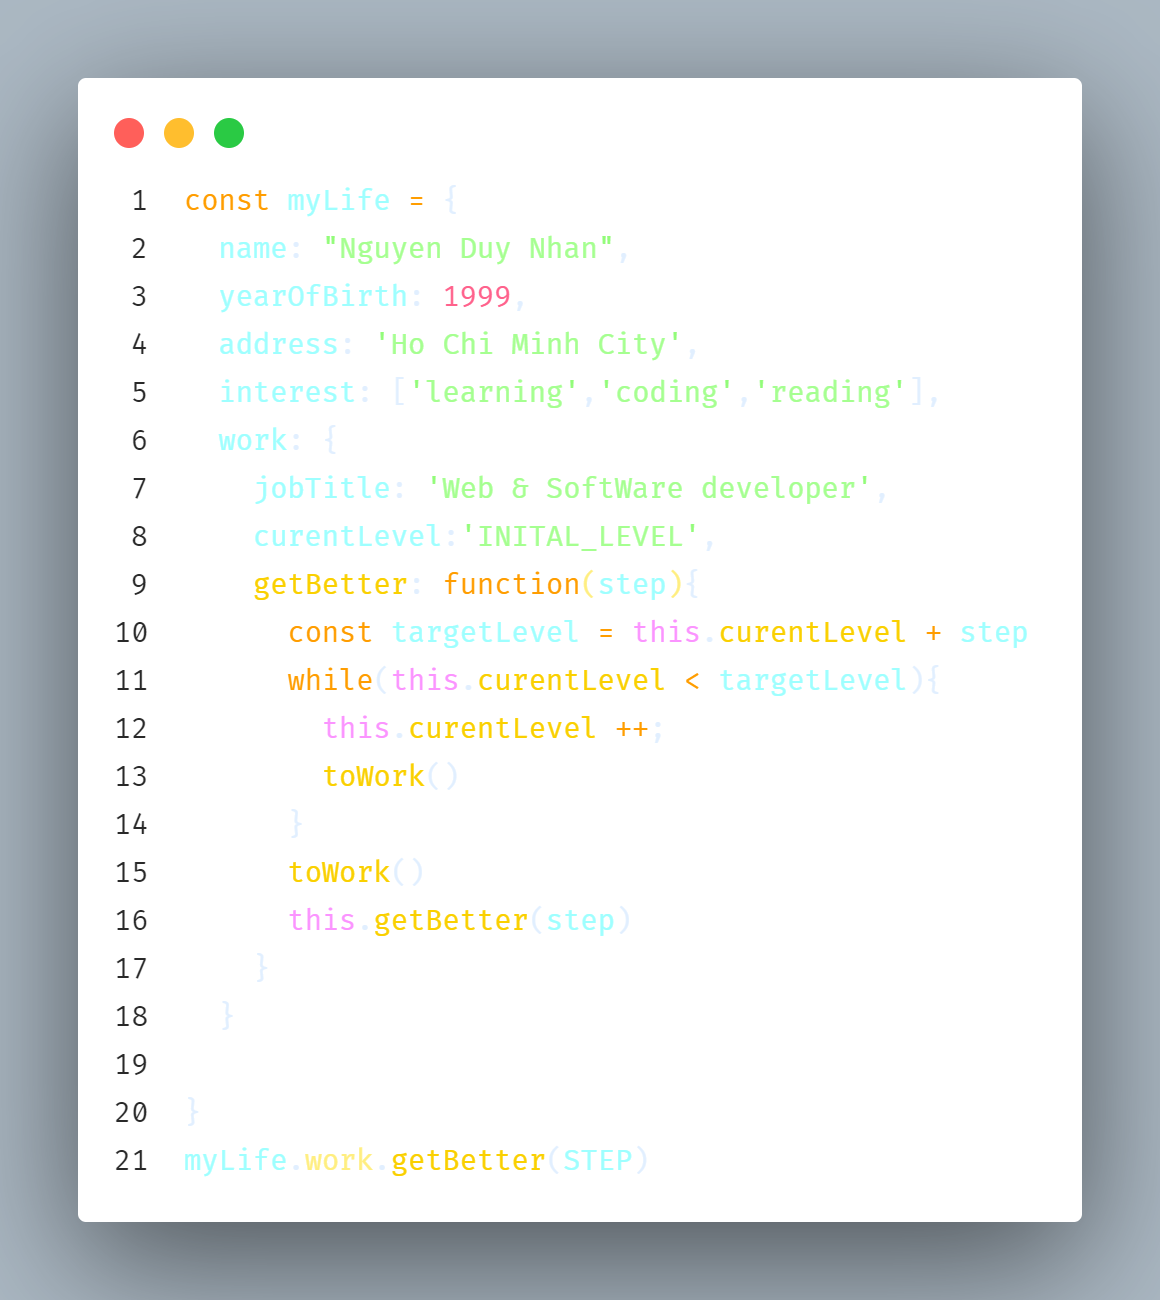 1 const myLife = {
2   name: "Nguyen Duy Nhan",
3   yearOfBirth: 1999,
4   address: 'Ho Chi Minh City',
5   interest: ['learning','coding','reading'],
6   work: {
7     jobTitle: 'Web & SoftWare developer',
8     curentLevel:'INITAL_LEVEL',
9     getBetter: function(step){
10       const targetLevel = this.curentLevel + step
11       while(this.curentLevel < targetLevel){
12         this.curentLevel ++;
13         toWork()
14       }
15       toWork()
16       this.getBetter(step)
17     }
18   }
19
20 }
21 myLife.work.getBetter(STEP)